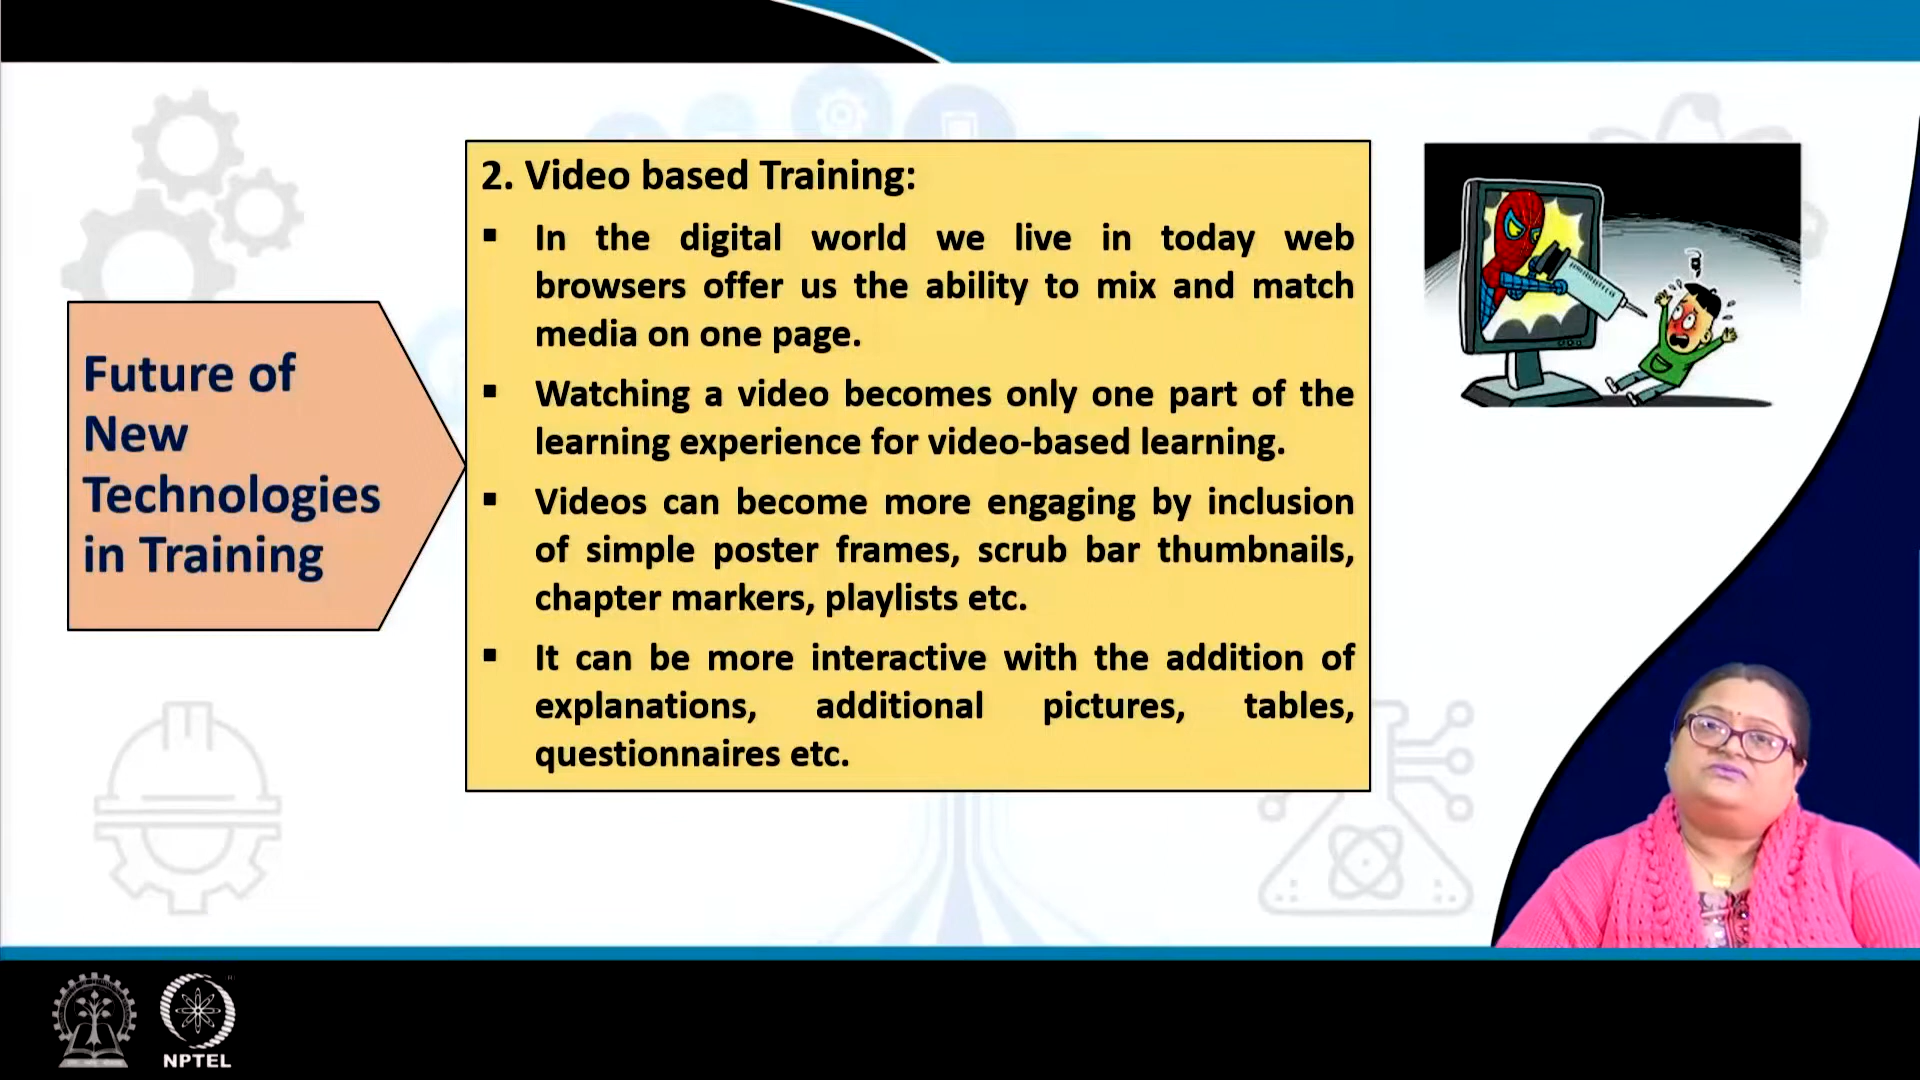 Future of
New
Technologies
in Training
2. Video based Training:
▪ In the digital world we live in today web
browsers offer us the ability to mix and match
media on one page.
▪ Watching a video becomes only one part of the
learning experience for video-based learning.
▪ Videos can become more engaging by inclusion
of simple poster frames, scrub bar thumbnails,
chapter markers, playlists etc.
▪ It can be more interactive with the addition of
explanations, additional pictures, tables,
questionnaires etc.
NPTEL